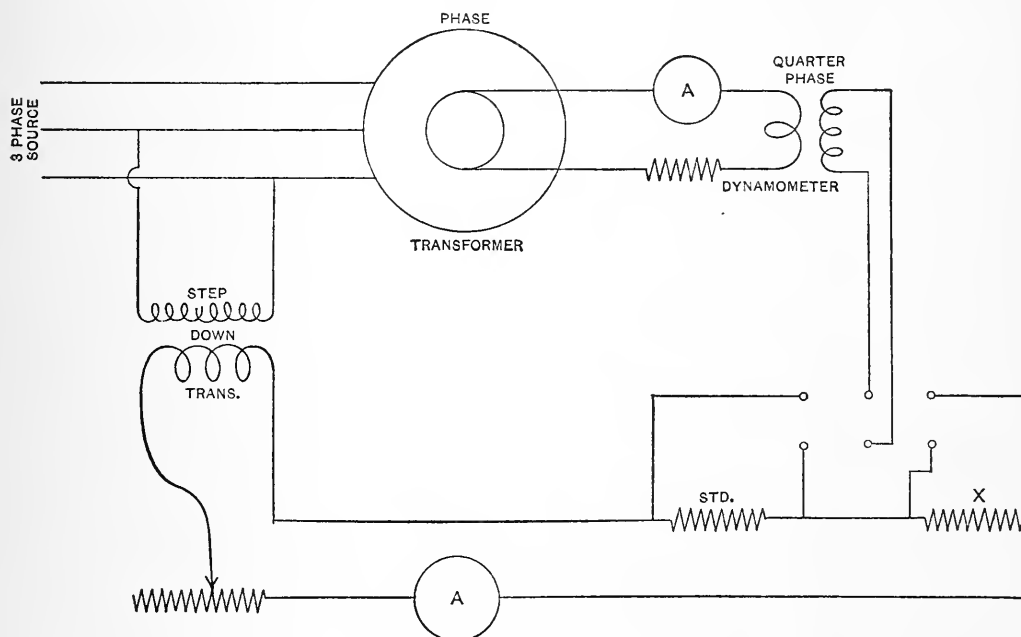 PHASE
A
QUARTER
PHASE
3 PHASE
SOURCE
DYNAMOMETER
TRANSFORMER
STEP
DOWN
TRANS.
STD.
X
A